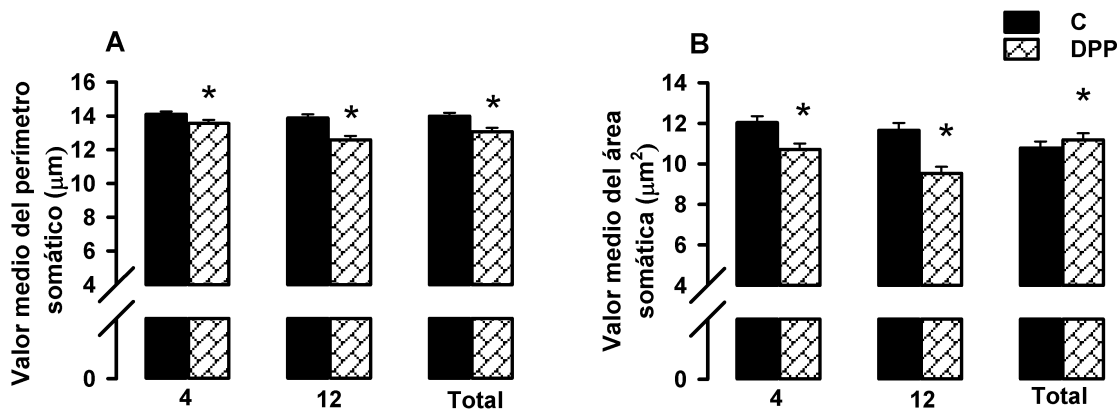 A
Valor medio del perímetro
somático (μm)
16
14
12
10
8
6
4
0
*
*
*
4
12
Total
B
C
DPP
Valor medio del área
somática (μm²)
14
12
10
8
6
4
0
*
*
*
4
12
Total